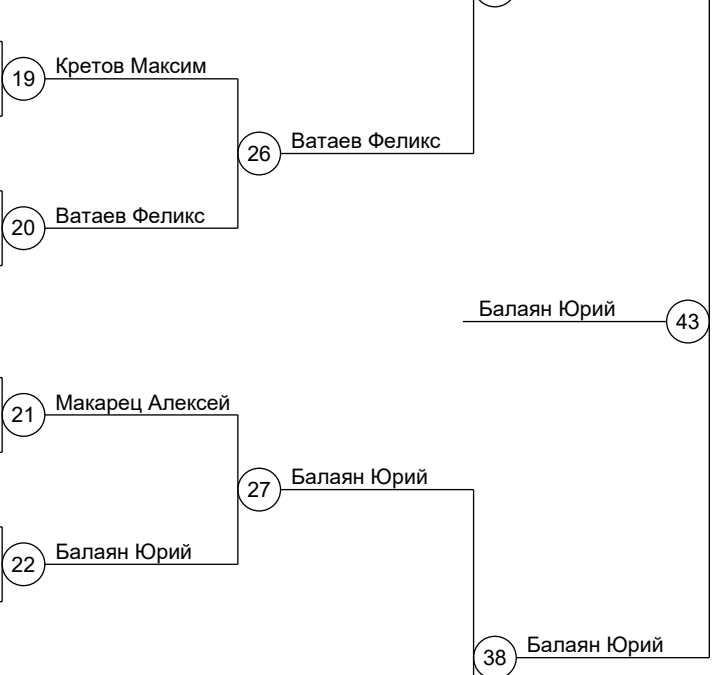 19 Кретов Максим
26 Ватаев Феликс
20 Ватаев Феликс
Балаян Юрий 43
21 Макарец Алексей
27 Балаян Юрий
22 Балаян Юрий
38 Балаян Юрий